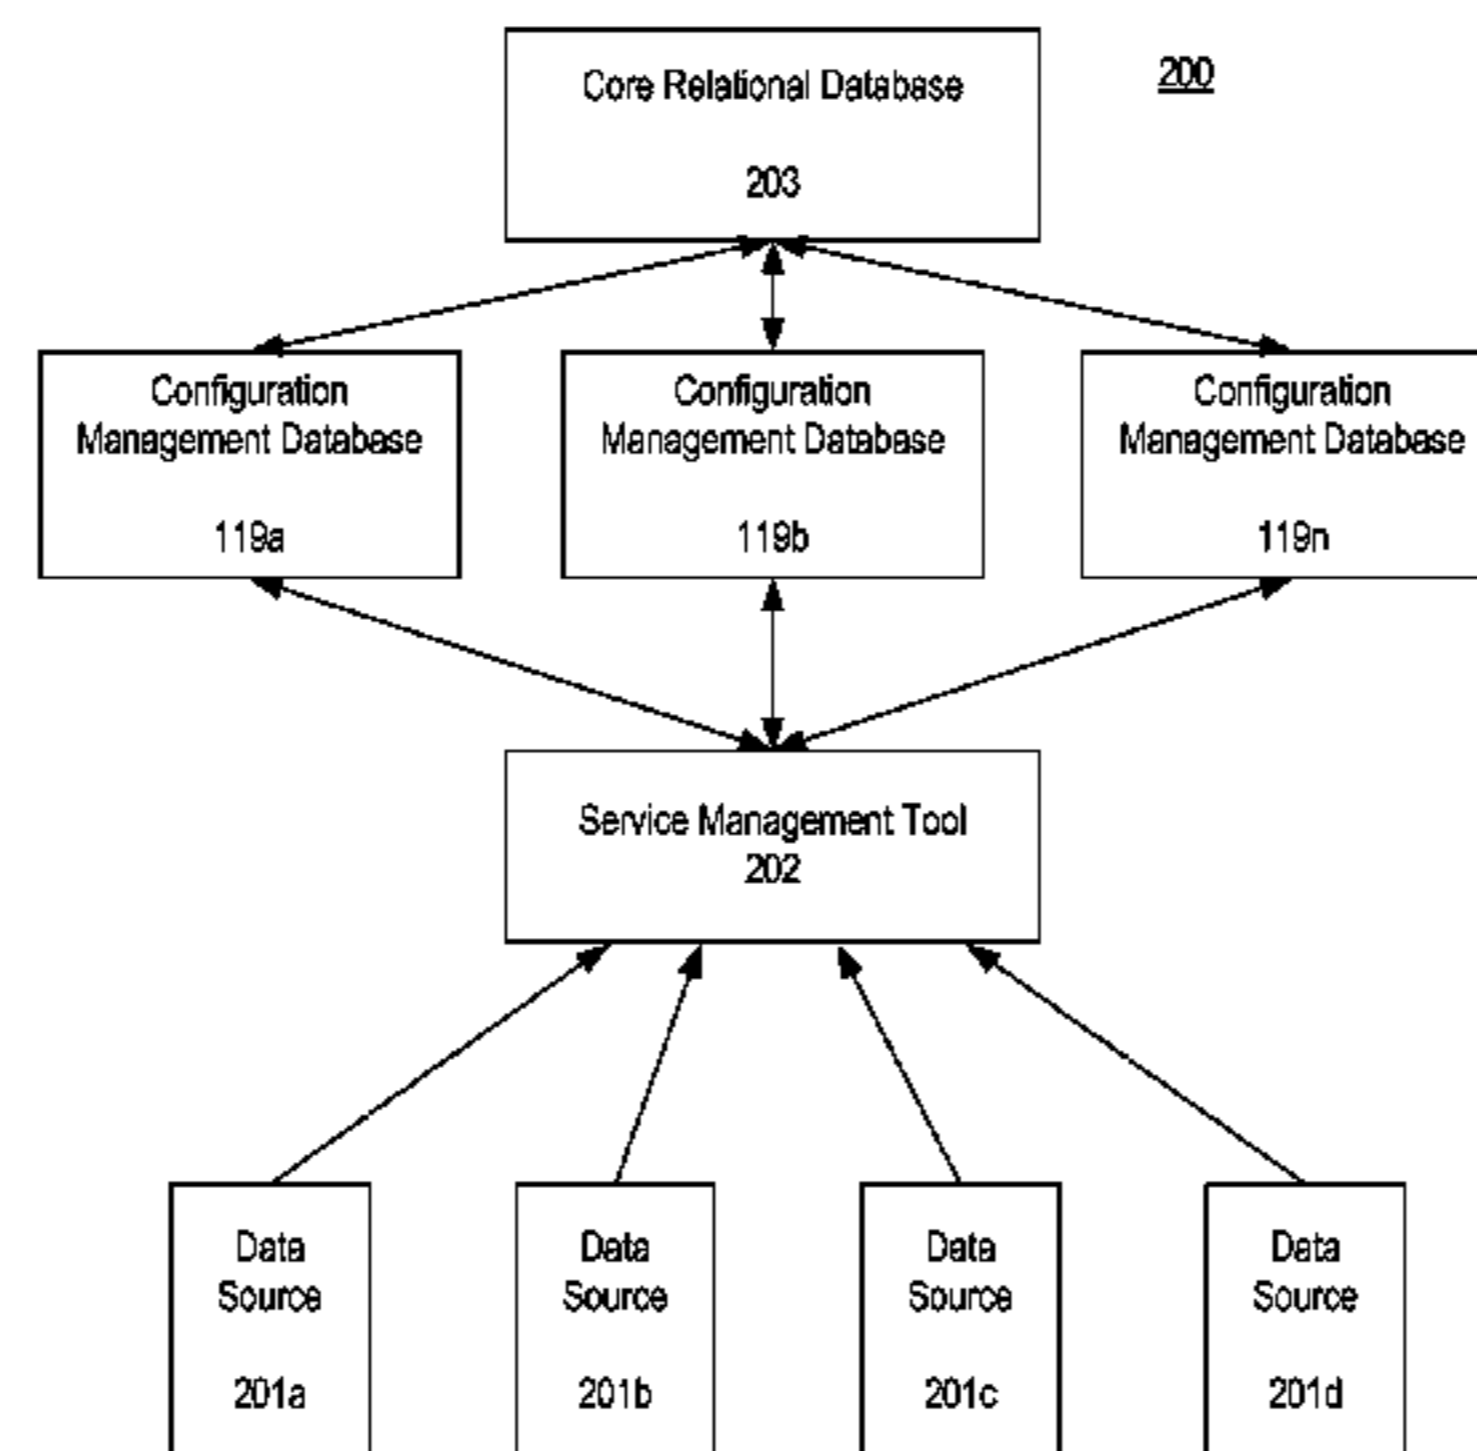 200
Core Relational Database
203
Configuration
Management Database
119a
Configuration
Management Database
119b
Configuration
Management Database
119n
Service Management Tool
202
Data
Source
201a
Data
Source
201b
Data
Source
201c
Data
Source
201d